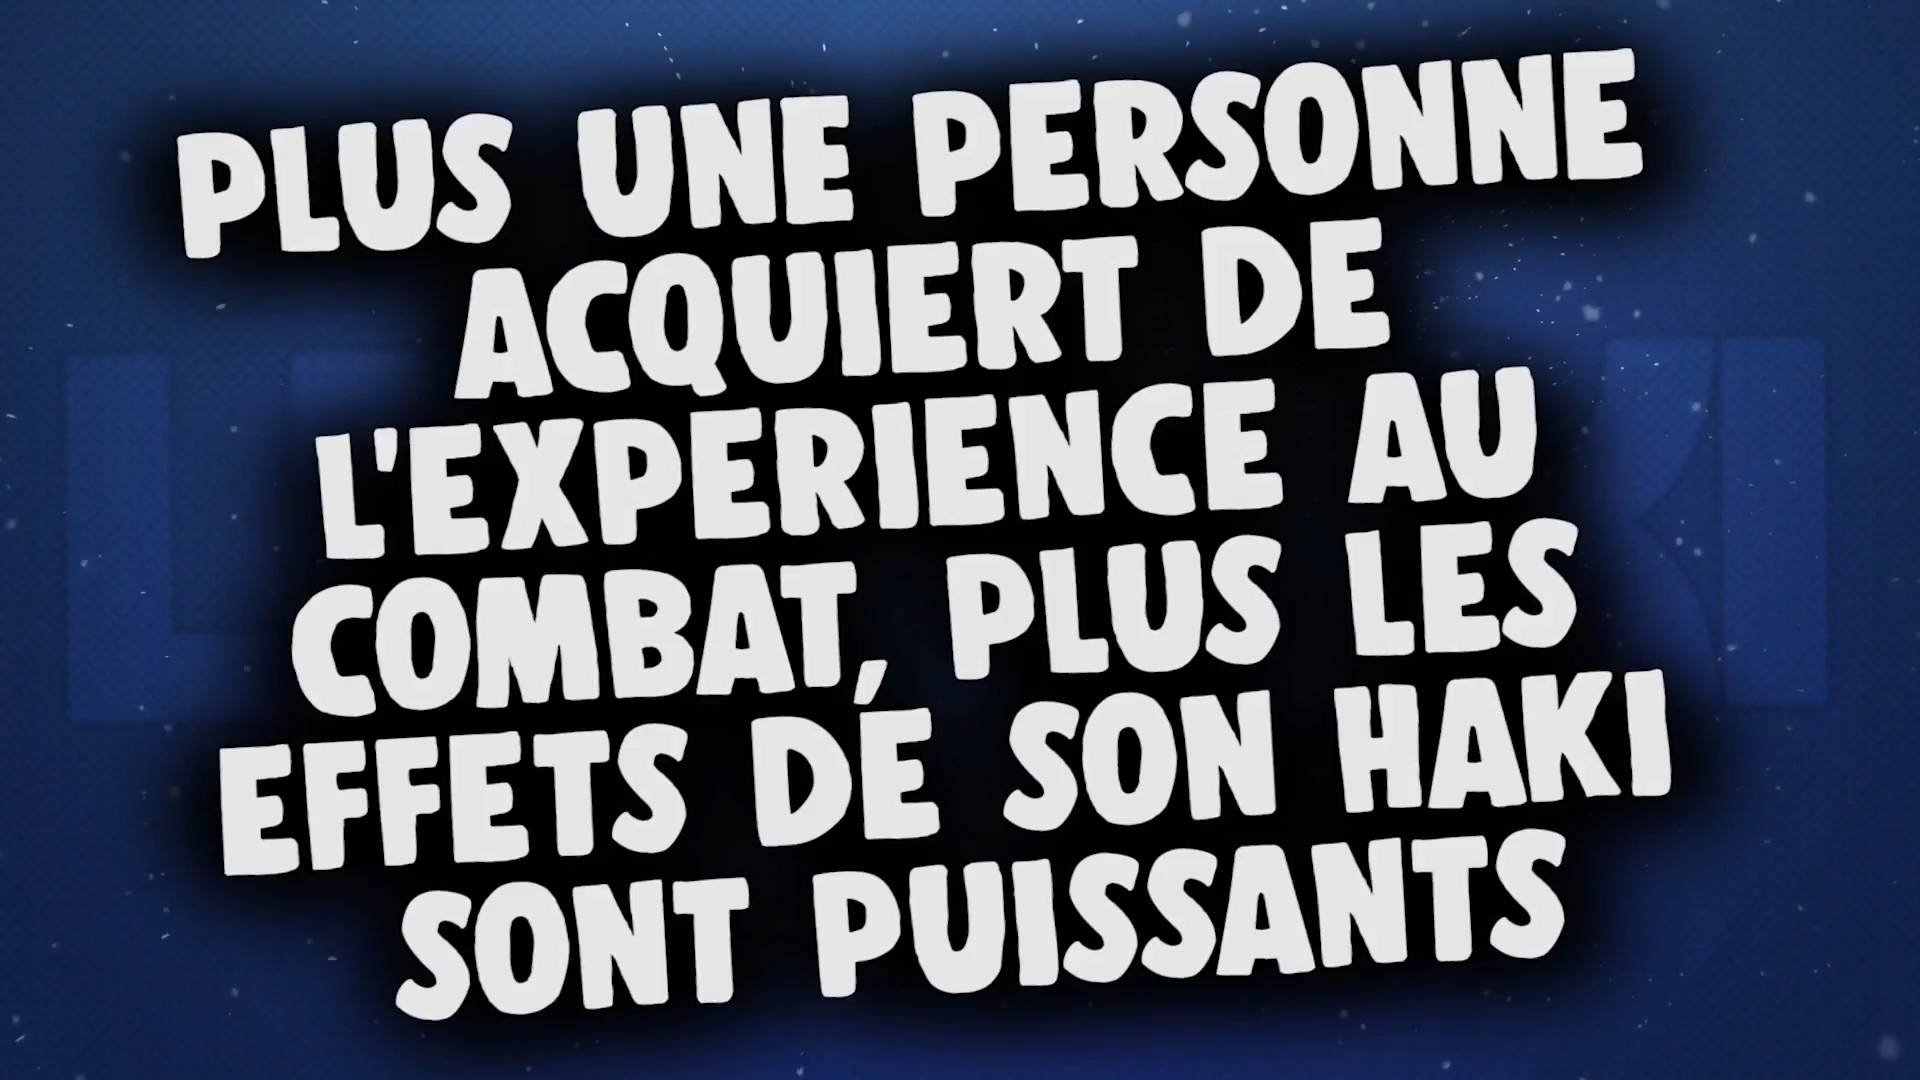 PLUS UNE PERSONNE
ACQUIERT DE
L'EXPERIENCE AU
COMBAT, PLUS LES
EFFETS DE SON HAKI
SONT PUISSANTS